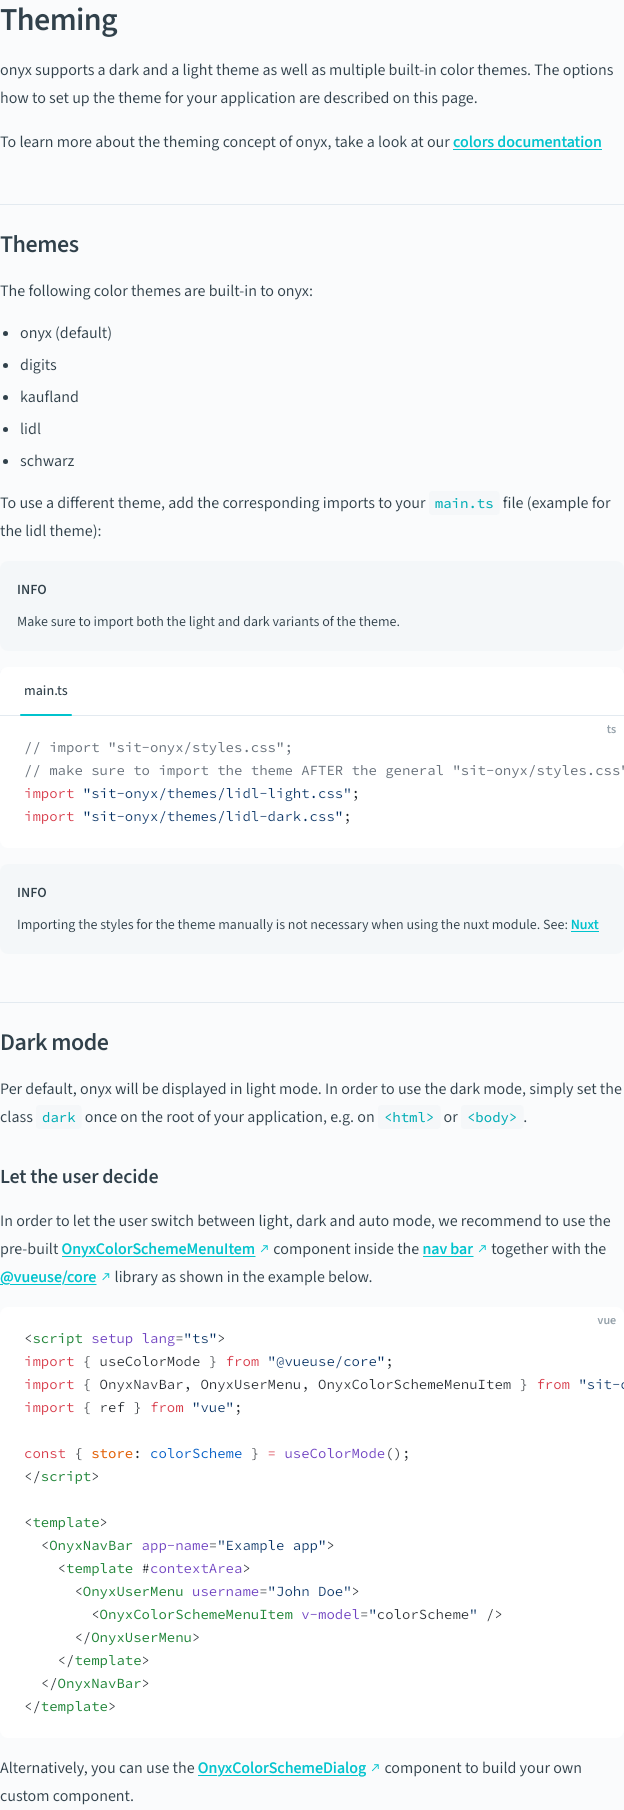 Theming
onyx supports a dark and a light theme as well as multiple built-in color themes. The options
how to set up the theme for your application are described on this page.
To learn more about the theming concept of onyx, take a look at our colors documentation
Themes
The following color themes are built-in to onyx:
• onyx (default)
• digits
• kaufland
• lidl
• schwarz
To use a different theme, add the corresponding imports to your main.ts file (example for
the lidl theme):
INFO
Make sure to import both the light and dark variants of the theme.
main.ts
ts
// import "sit-onyx/styles.css";
// make sure to import the theme AFTER the general "sit-onyx/styles.css"
import "sit-onyx/themes/lidl-light.css";
import "sit-onyx/themes/lidl-dark.css";
INFO
Importing the styles for the theme manually is not necessary when using the nuxt module. See: Nuxt
Dark mode
Per default, onyx will be displayed in light mode. In order to use the dark mode, simply set the
class dark once on the root of your application, e.g. on <html> or <body>.
Let the user decide
In order to let the user switch between light, dark and auto mode, we recommend to use the
pre-built OnyxColorSchemeMenuItem ↗ component inside the nav bar ↗ together with the
@vueuse/core ↗ library as shown in the example below.
vue
<script setup lang="ts">
import { useColorMode } from "@vueuse/core";
import { OnyxNavBar, OnyxUserMenu, OnyxColorSchemeMenuItem } from "sit-
import { ref } from "vue";
const { store: colorScheme } = useColorMode();
</script>
<template>
  <OnyxNavBar app-name="Example app">
    <template #contextArea>
      <OnyxUserMenu username="John Doe">
        <OnyxColorSchemeMenuItem v-model="colorScheme" />
      </OnyxUserMenu>
    </template>
  </OnyxNavBar>
</template>
Alternatively, you can use the OnyxColorSchemeDialog ↗ component to build your own
custom component.